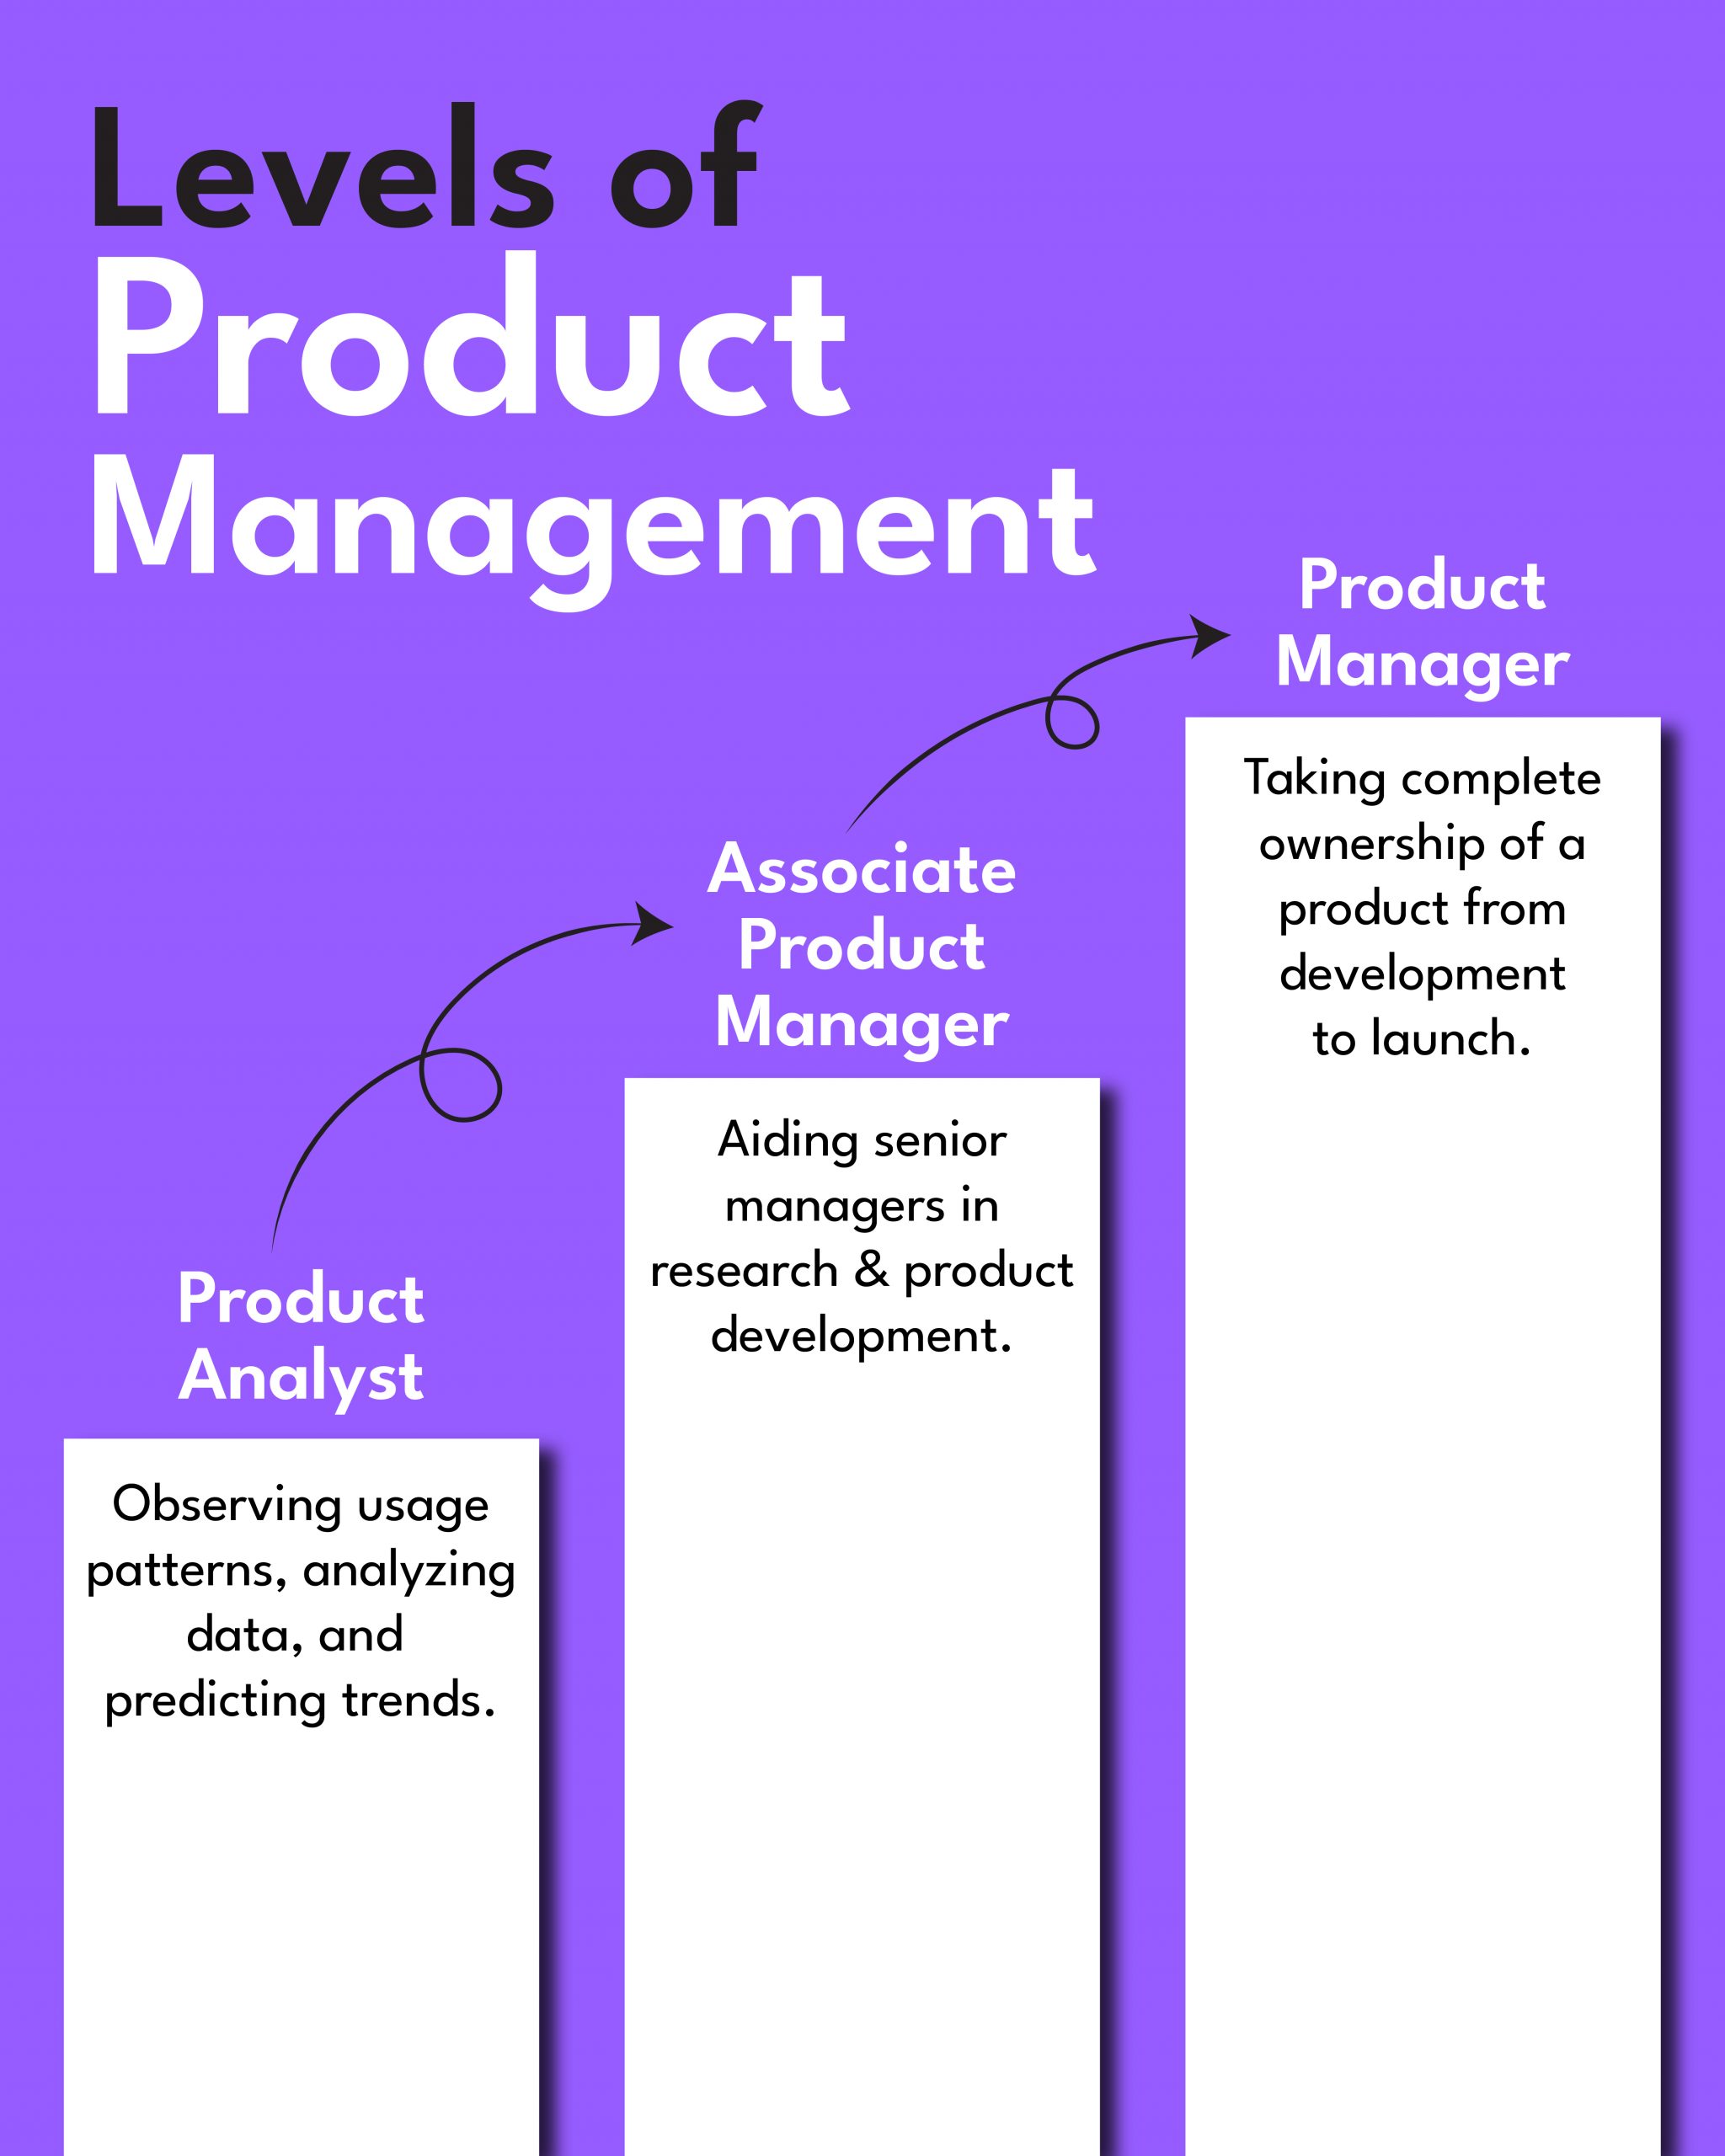 Levels of
Product
Management
Product
Manager
Taking complete
ownership of a
product from
development
to launch.
Associate
Product
Manager
Aiding senior
managers in
research & product
development.
Product
Analyst
Observing usage
patterns, analyzing
data, and
predicting trends.